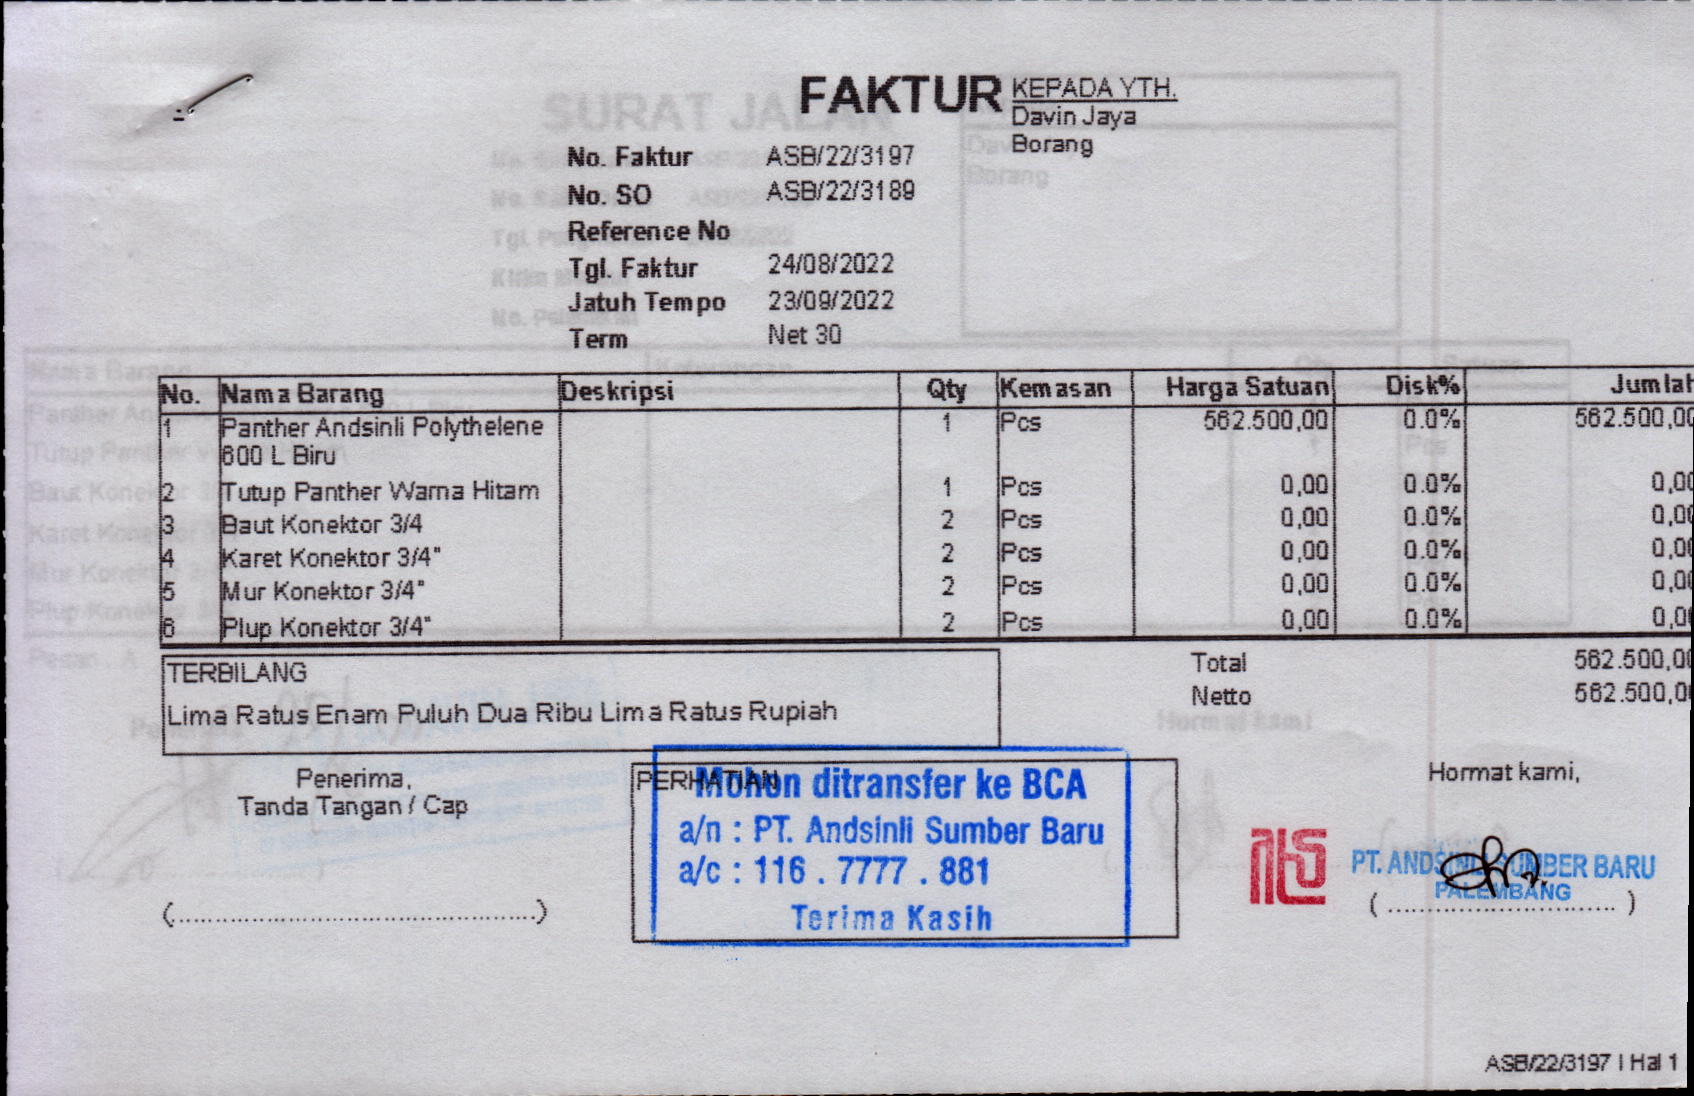 FAKTUR
KEPADA YTH.
Davin Jaya
Borang
No. Faktur ASB/22/3197
No. SO ASB/22/3189
Reference No
Tgl. Faktur 24/08/2022
Jatuh Tempo 23/09/2022
Term Net 30
No. Nama Barang Deskripsi Qty Kemasan Harga Satuan Disk% Jumlah
1 Panther Andsinli Polythelene 1 Pcs 562.500,00 0.0% 562.500,00
600 L Biru
2 Tutup Panther Warna Hitam 1 Pcs 0,00 0.0% 0,00
3 Baut Konektor 3/4 2 Pcs 0,00 0.0% 0,00
4 Karet Konektor 3/4" 2 Pcs 0,00 0.0% 0,00
5 Mur Konektor 3/4" 2 Pcs 0,00 0.0% 0,00
6 Plup Konektor 3/4" 2 Pcs 0,00 0.0% 0,00
TERBILANG
Lima Ratus Enam Puluh Dua Ribu Lima Ratus Rupiah
Total 562.500,00
Netto 562.500,00
Penerima,
Tanda Tangan / Cap
(....................................................)
PERHATIAN
Mohon ditransfer ke BCA
a/n : PT. Andsinli Sumber Baru
a/c : 116 . 7777 . 881
Terima Kasih
Hormat kami,
PT. ANDSINLI SUMBER BARU
PALEMBANG
( ................................ )
ASB/22/3197 | Hal 1